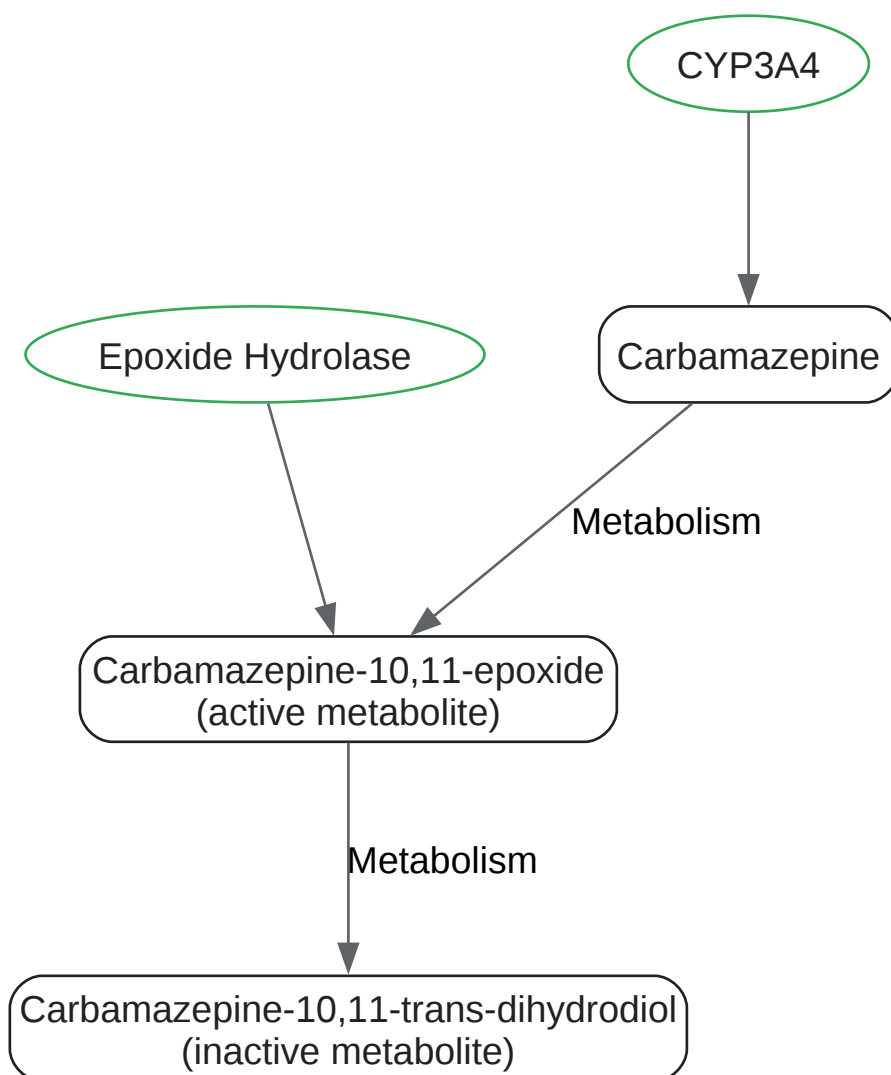 CYP3A4
Epoxide Hydrolase
Carbamazepine
Metabolism
Carbamazepine-10,11-epoxide
(active metabolite)
Metabolism
Carbamazepine-10,11-trans-dihydrodiol
(inactive metabolite)